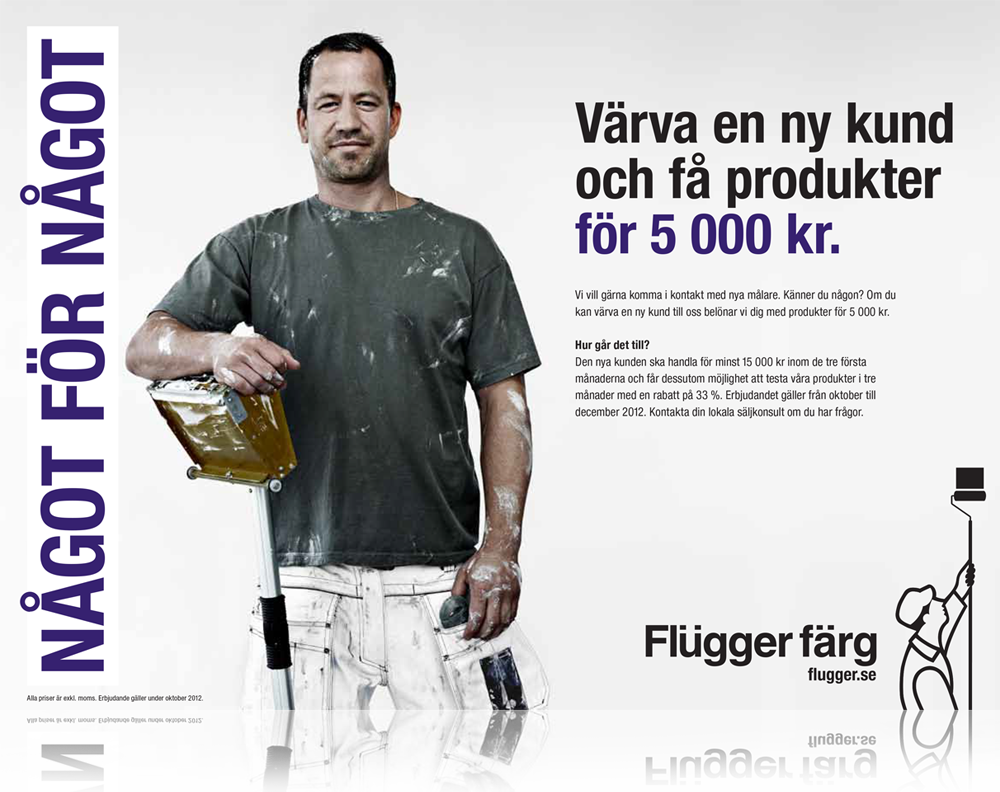 NÅGOT FÖR NÅGOT
Värva en ny kund
och få produkter
för 5 000 kr.
Vi vill gärna komma i kontakt med nya målare. Känner du någon? Om du
kan värva en ny kund till oss belönar vi dig med produkter för 5 000 kr.
Hur går det till?
Den nya kunden ska handla för minst 15 000 kr inom de tre första
månaderna och får dessutom möjlighet att testa våra produkter i tre
månader med en rabatt på 33 %. Erbjudandet gäller från oktober till
december 2012. Kontakta din lokala säljkonsult om du har frågor.
Flügger färg
flugger.se
Alla priser är exkl. moms. Erbjudande gäller under oktober 2012.